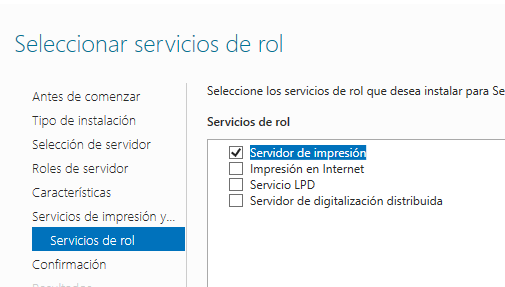 Seleccionar servicios de rol
Antes de comenzar
Tipo de instalación
Selección de servidor
Roles de servidor
Características
Servicios de impresión y...
Servicios de rol
Confirmación
Resultados
Seleccione los servicios de rol que desea instalar para Se
Servicios de rol
Servidor de impresión
Impresión en Internet
Servicio LPD
Servidor de digitalización distribuida